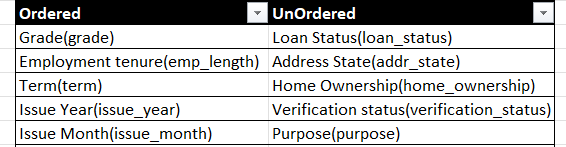 Ordered UnOrdered
Grade(grade) Loan Status(loan_status)
Employment tenure(emp_length) Address State(addr_state)
Term(term) Home Ownership(home_ownership)
Issue Year(issue_year) Verification status(verification_status)
Issue Month(issue_month) Purpose(purpose)